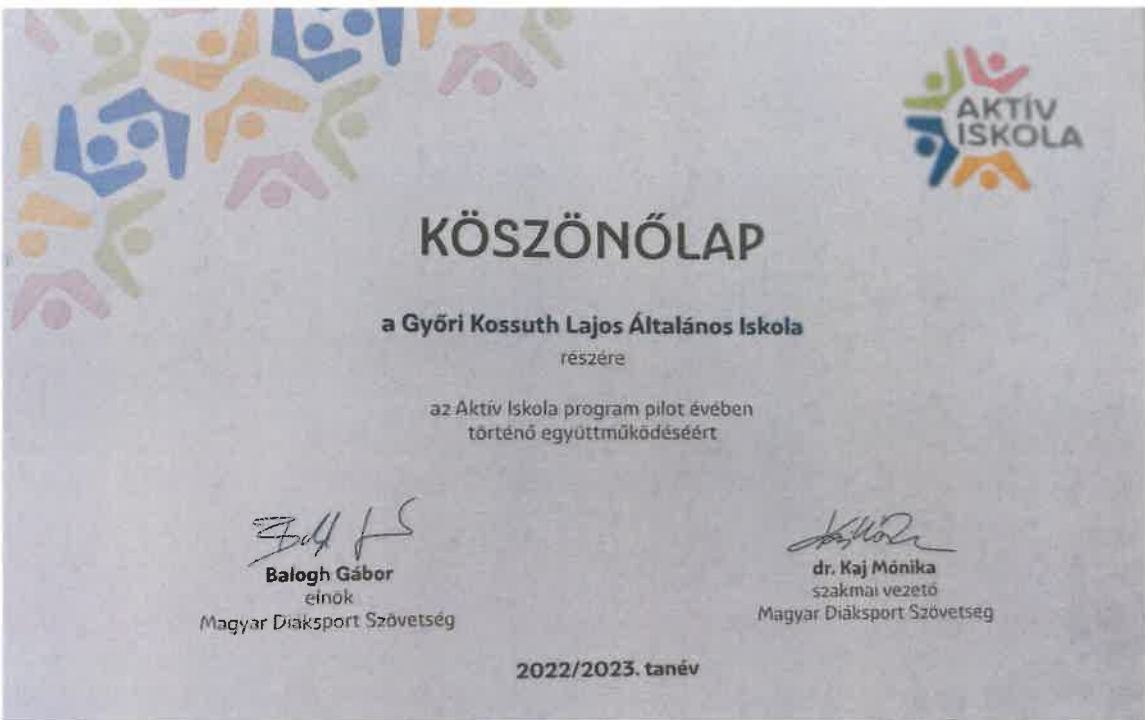 AKTÍV
ISKOLA
KÖSZÖNŐLAP
a Győri Kossuth Lajos Általános Iskola
részére
az Aktív Iskola program pilot évében
történő együttműködéséért
Balogh Gábor
elnök
Magyar Diáksport Szövetség
dr. Kaj Mónika
szakmai vezető
Magyar Diáksport Szövetség
2022/2023. tanév